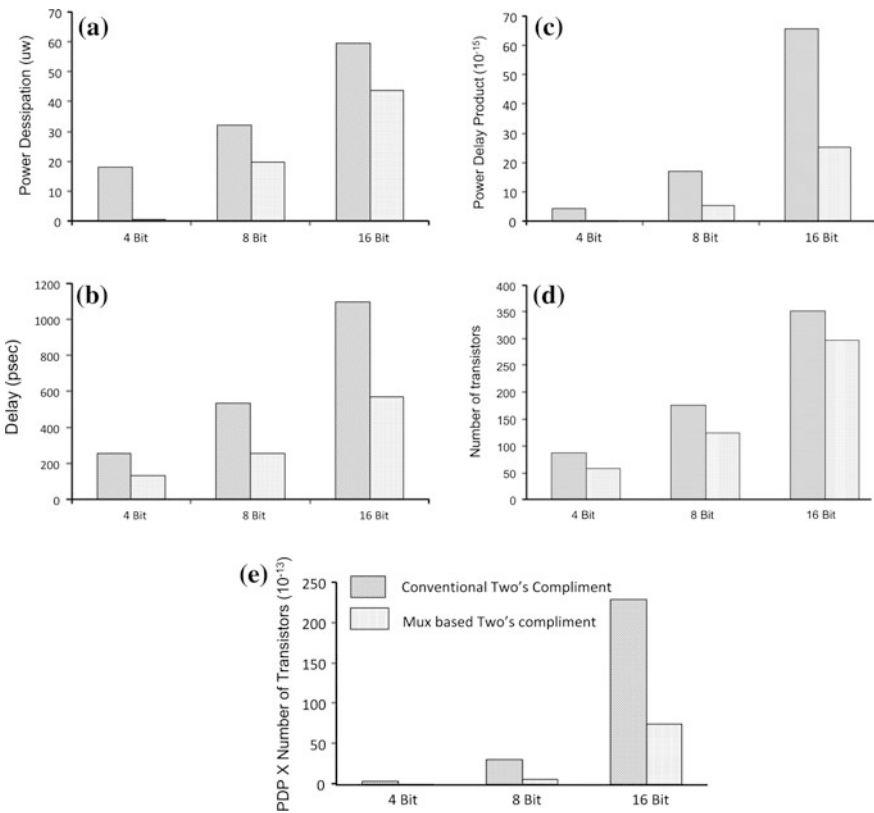 (a)
Power Dessipation (uw)
70
60
50
40
30
20
10
0
4 Bit
8 Bit
16 Bit
(c)
Power Delay Product (10-15)
70
60
50
40
30
20
10
0
4 Bit
8 Bit
16 Bit
(b)
Delay (psec)
1200
1000
800
600
400
200
0
4 Bit
8 Bit
16 Bit
(d)
Number of transistors
400
350
300
250
200
150
100
50
0
4 Bit
8 Bit
16 Bit
(e)
PDP X Number of Transistors (10-13)
250
200
150
100
50
0
Conventional Two's Compliment
Mux based Two's compliment
4 Bit
8 Bit
16 Bit